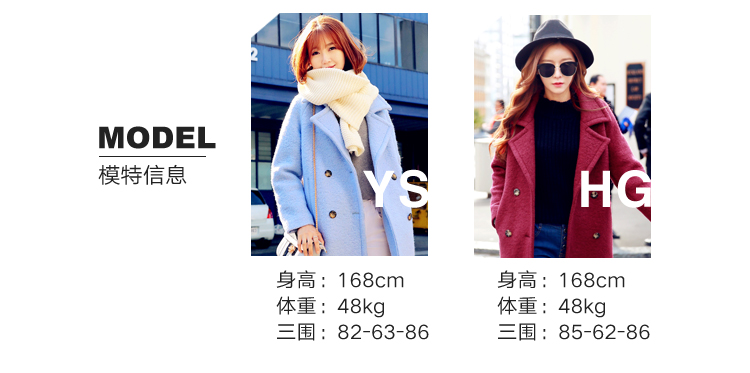 MODEL
模特信息
2
YS
身高：168cm
体重：48kg
三围：82-63-86
HG
身高：168cm
体重：48kg
三围：85-62-86